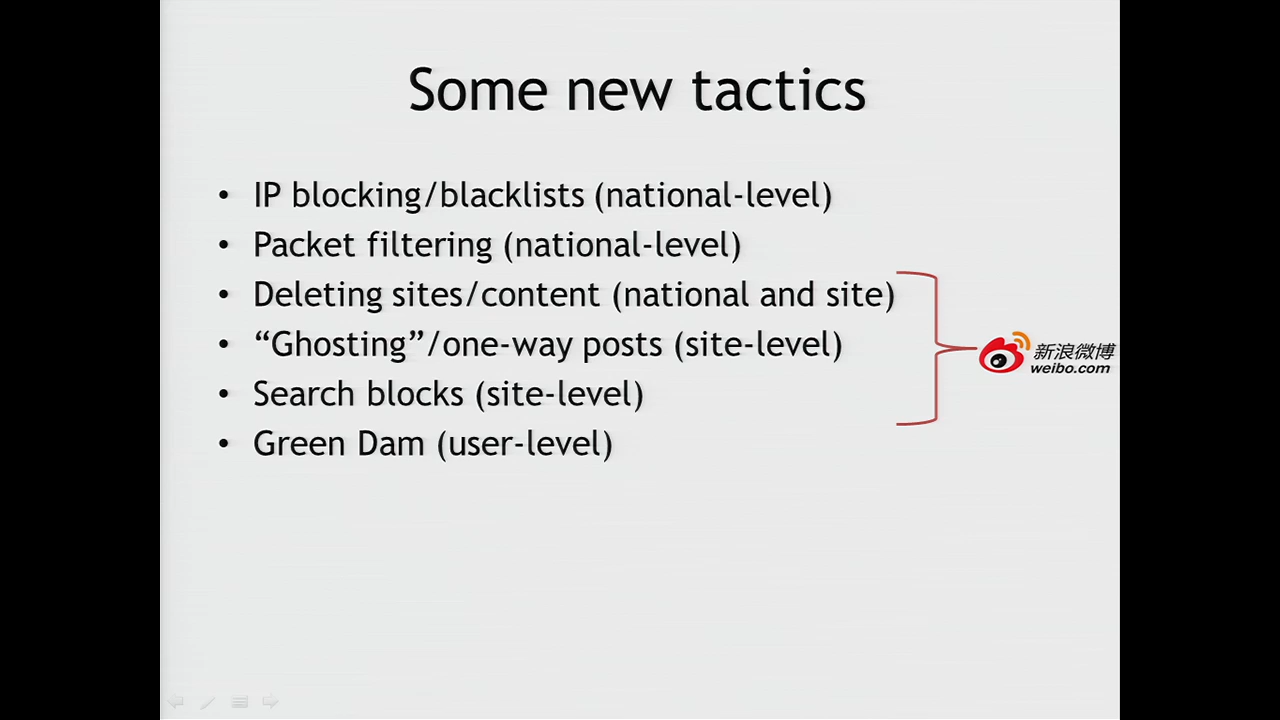 Some new tactics
• IP blocking/blacklists (national-level)
• Packet filtering (national-level)
• Deleting sites/content (national and site)
• “Ghosting”/one-way posts (site-level)
• Search blocks (site-level)
• Green Dam (user-level)
新浪微博
weibo.com